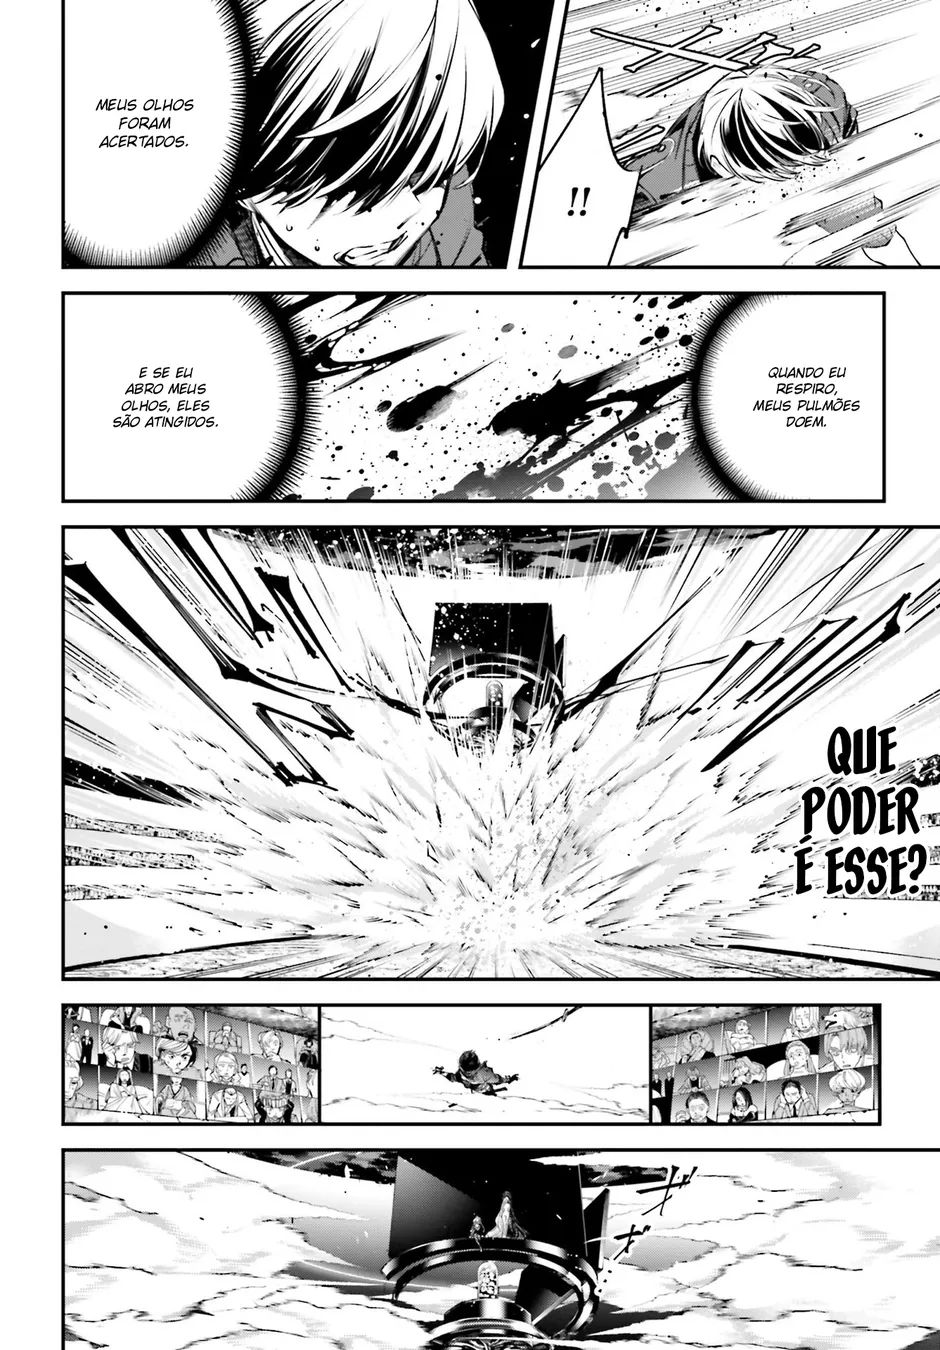 !!
MEUS OLHOS
FORAM
ACERTADOS.
QUANDO EU
RESPIRO,
MEUS PULMÕES
DOEM.
E SE EU
ABRO MEUS
OLHOS, ELES
SÃO ATINGIDOS.
QUE
PODER
É ESSE?